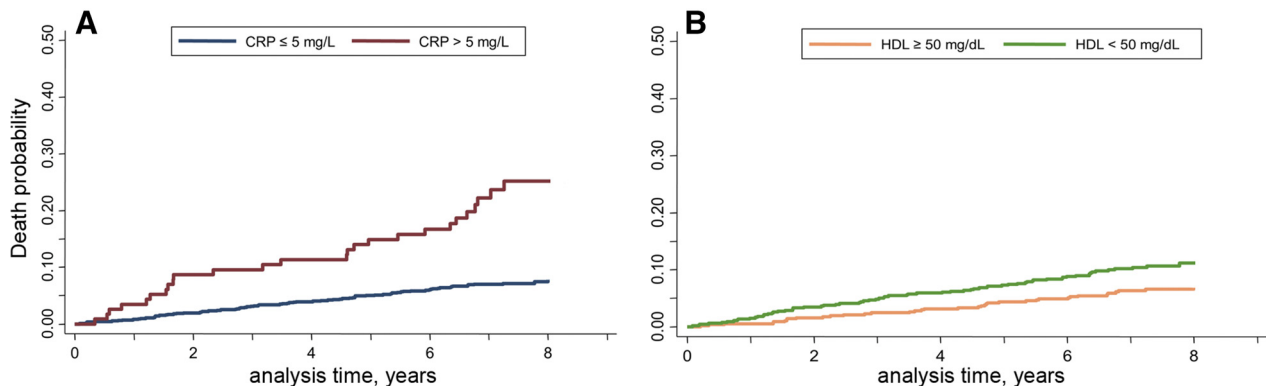 A
CRP ≤ 5 mg/L CRP > 5 mg/L
Death probability
0.50
0.40
0.30
0.20
0.10
0.00
0 2 4 6 8
analysis time, years
B
HDL ≥ 50 mg/dL HDL < 50 mg/dL
0.50
0.40
0.30
0.20
0.10
0.00
0 2 4 6 8
analysis time, years